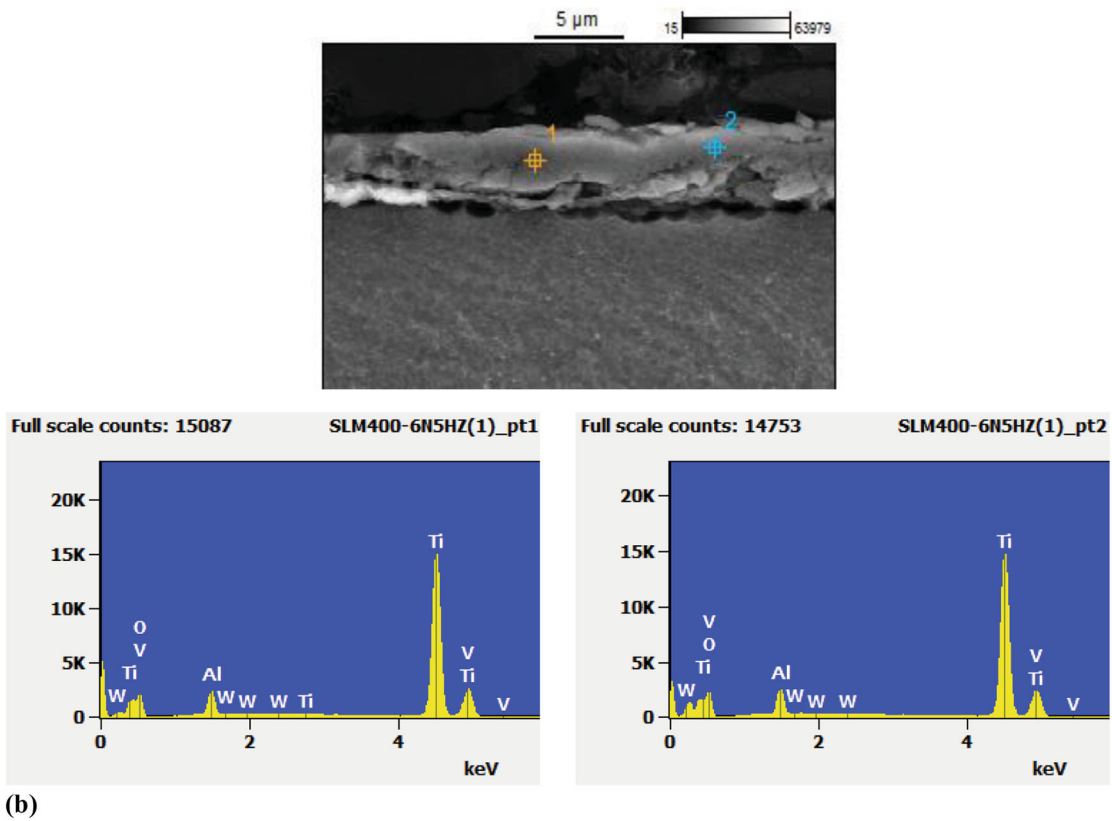 5 µm
15 63979
1
2
Full scale counts: 15087 SLM400-6N5HZ(1)_pt1
20K
15K
10K
5K
0
W
Ti
O
V
Al
W
W
W
Ti
Ti
V
Ti
V
0 2 4
keV
Full scale counts: 14753 SLM400-6N5HZ(1)_pt2
20K
15K
10K
5K
0
W
Ti
V
O
Al
W
W
W
Ti
V
Ti
V
0 2 4
keV
(b)